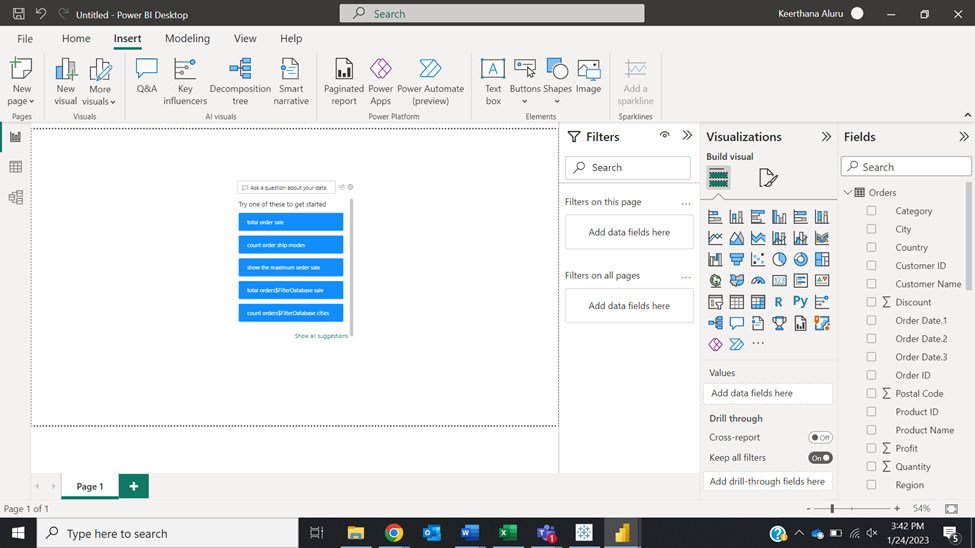 Untitled - Power BI Desktop
Search
Keerthana Aluru
File Home Insert Modeling View Help
New page
New visual
More visuals
Q&A
Key influencers
Decomposition tree
Smart narrative
Paginated report
Power Apps
Power Automate (preview)
Text box
Buttons
Shapes
Image
Add a sparkline
Pages Visuals AI visuals Power Platform Elements Sparklines
Ask a question about your data
Try one of these to get started
total order sale
count order ship modes
show the maximum order sale
total orders$FilterDatabase sale
count orders$FilterDatabase cities
Show all suggestions
Filters
Search
Filters on this page ...
Add data fields here
Filters on all pages ...
Add data fields here
Visualizations
Build visual
R Py
123
...
Values
Add data fields here
Drill through
Cross-report Off
Keep all filters On
Add drill-through fields here
Fields
Search
Orders
Category
City
Country
Customer ID
Customer Name
∑ Discount
Order Date.1
Order Date.2
Order Date.3
Order ID
∑ Postal Code
Product ID
Product Name
∑ Profit
∑ Quantity
Region
Page 1
+
Page 1 of 1
- + 54%
Type here to search
1
3:42 PM
1/24/2023
5